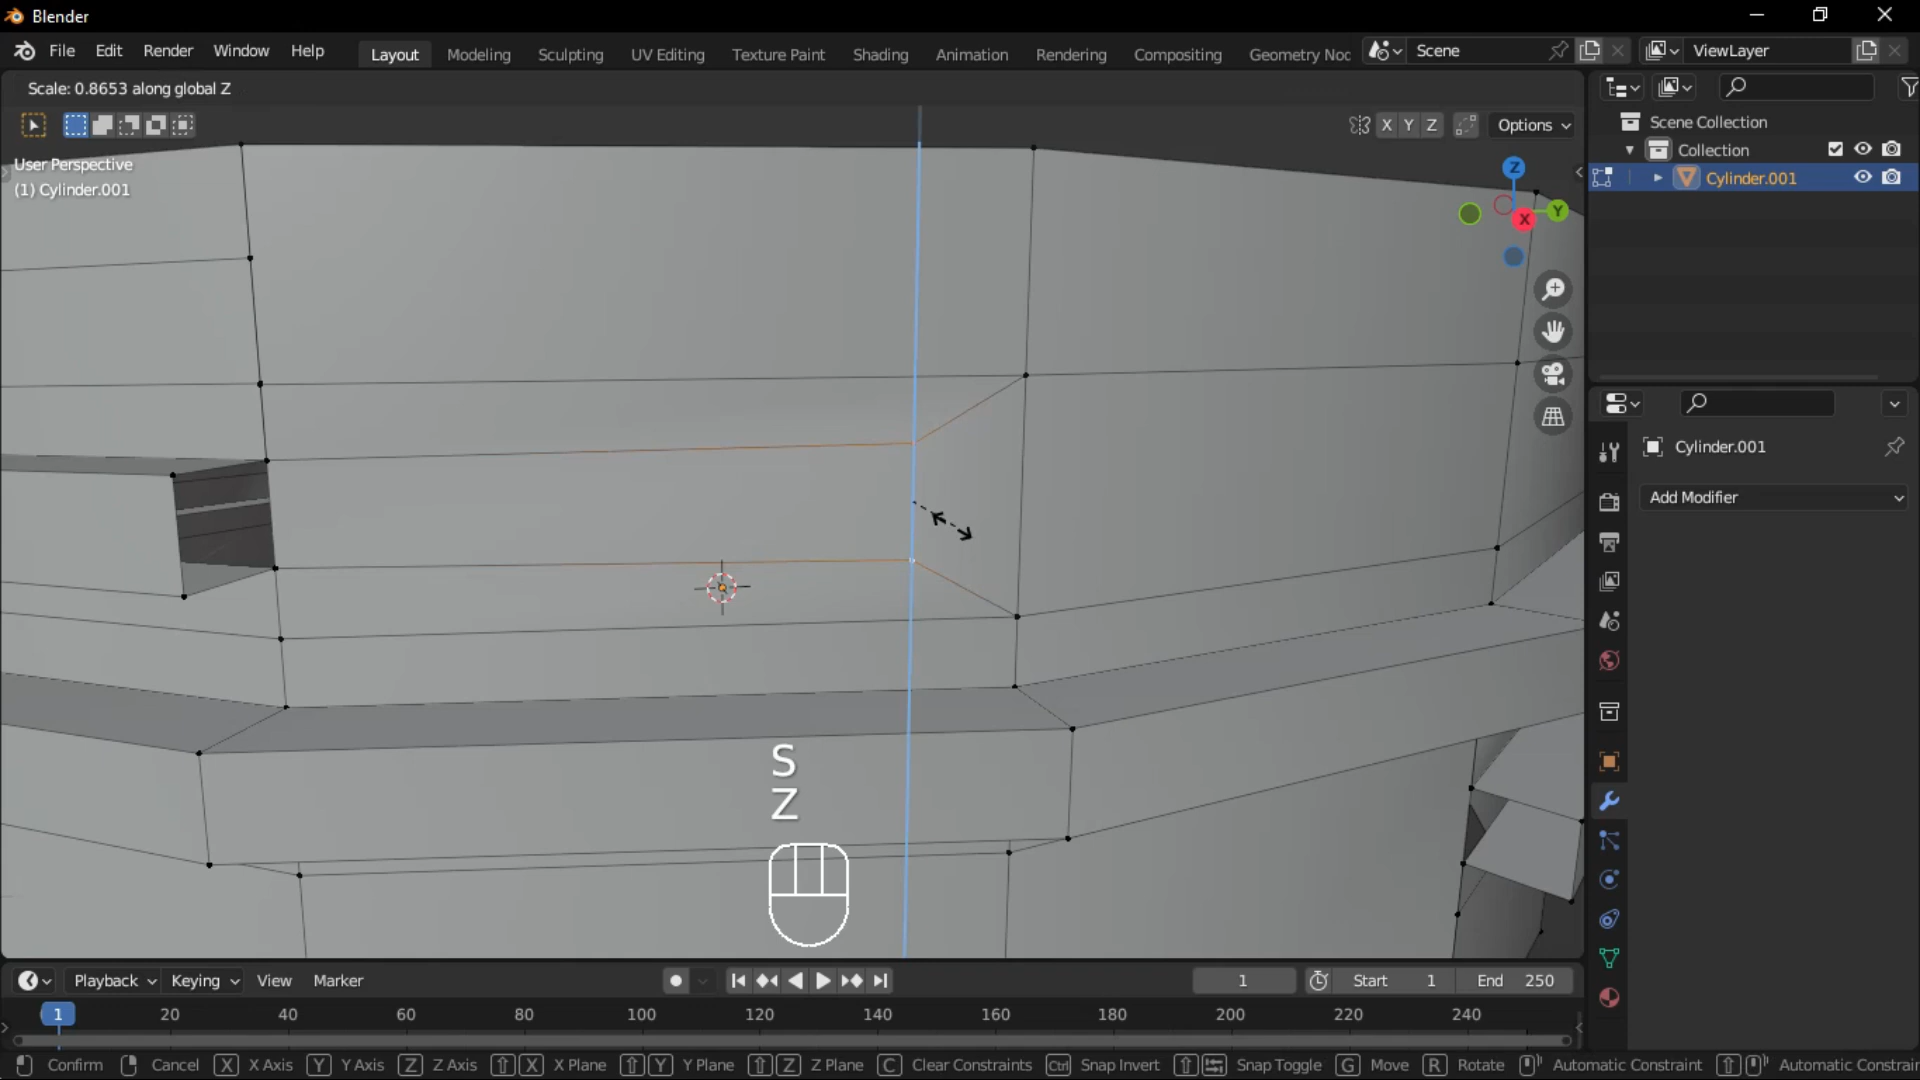 Blender
File Edit Render Window Help Layout Modeling Sculpting UV Editing Texture Paint Shading Animation Rendering Compositing Geometry Noc Scene ViewLayer
Scale: 0.8653 along global Z
X Y Z Options
User Perspective
(1) Cylinder.001
Z
Y
X
Scene Collection
Collection
Cylinder.001
Cylinder.001
Add Modifier
S
Z
Playback Keying View Marker 1 Start 1 End 250
1 20 40 60 80 100 120 140 160 180 200 220 240
Confirm Cancel X X Axis Y Y Axis Z Z Axis X X Plane Y Y Plane Z Z Plane C Clear Constraints Ctrl Snap Invert Snap Toggle G Move R Rotate Automatic Constraint Automatic Constrain